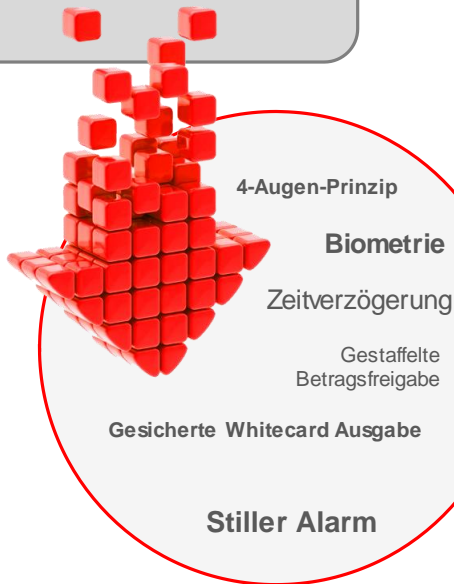 4-Augen-Prinzip
Biometrie
Zeitverzögerung
Gestaffelte
Betragsfreigabe
Gesicherte Whitecard Ausgabe
Stiller Alarm